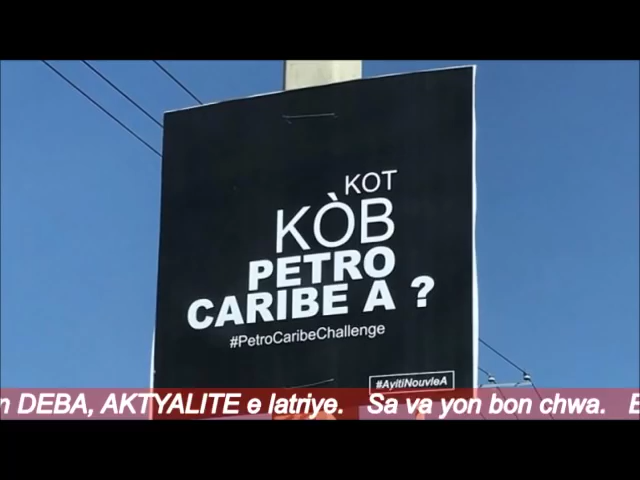 KOT
KÒB
PETRO
CARIBE A ?
#PetroCaribeChallenge
#AyitiNouvleA
DEBA, AKTYALITE e latriye. Sa va yon bon chwa.